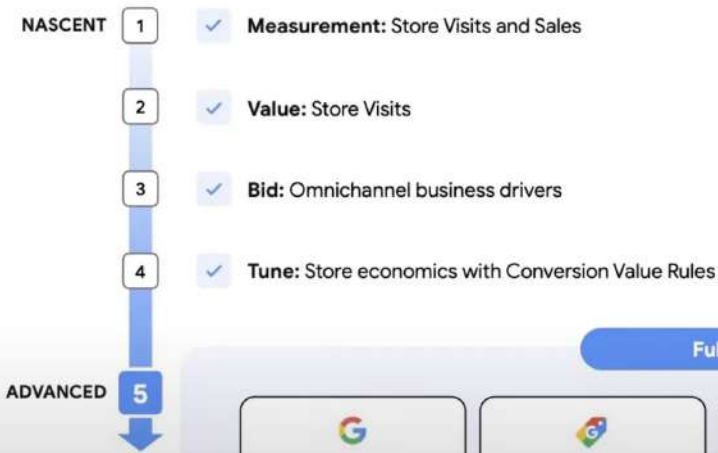 NASCENT 1 Measurement: Store Visits and Sales
2 Value: Store Visits
3 Bid: Omnichannel business drivers
4 Tune: Store economics with Conversion Value Rules
ADVANCED 5